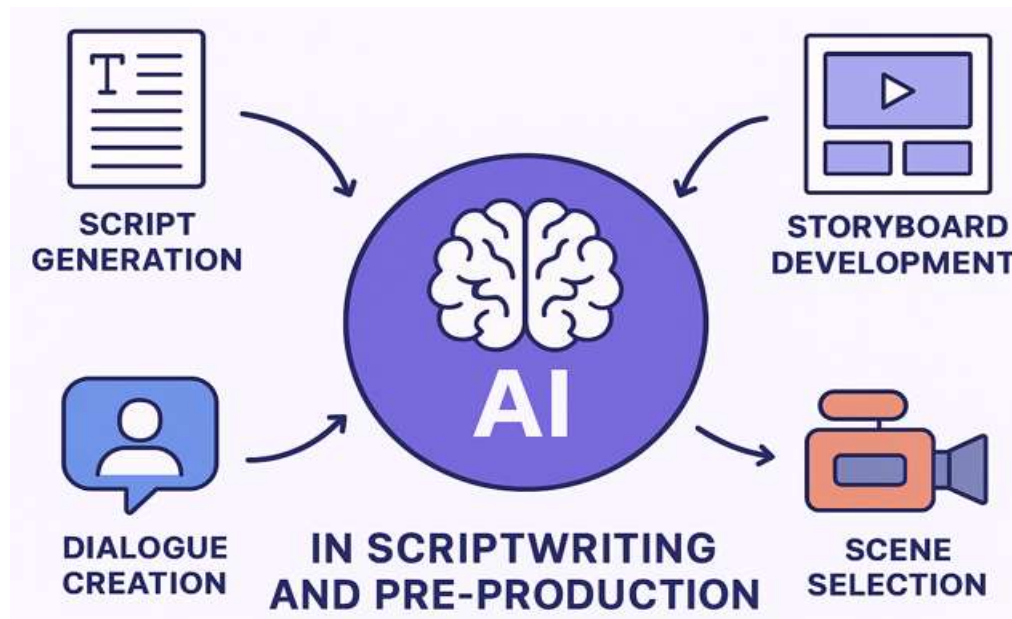 T
SCRIPT
GENERATION
STORYBOARD
DEVELOPMENT
AI
DIALOGUE
CREATION
IN SCRIPTWRITING
AND PRE-PRODUCTION
SCENE
SELECTION